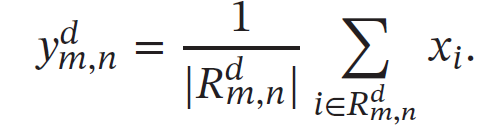 y^d_{m,n} = \frac{1}{|R^d_{m,n}|} \sum_{i \in R^d_{m,n}} x_i.